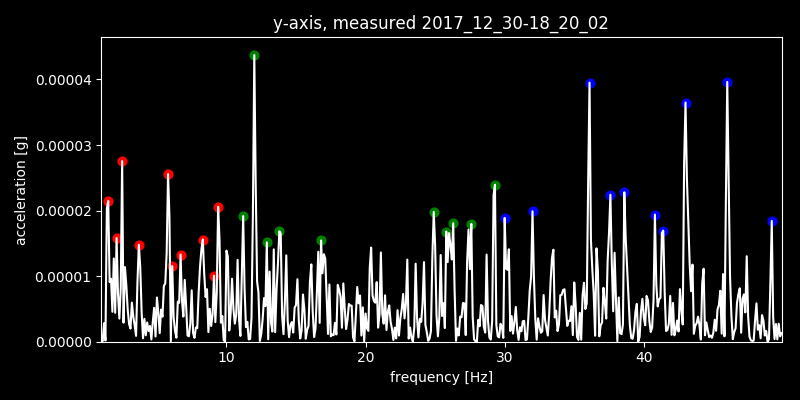 y-axis, measured 2017_12_30-18_20_02
acceleration [g]
0.00004
0.00003
0.00002
0.00001
0.00000
10 20 30 40
frequency [Hz]